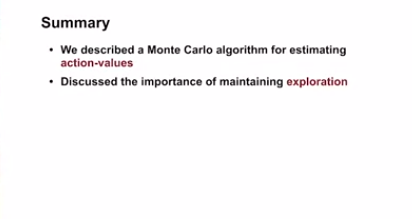 Summary
• We described a Monte Carlo algorithm for estimating
action-values
• Discussed the importance of maintaining exploration